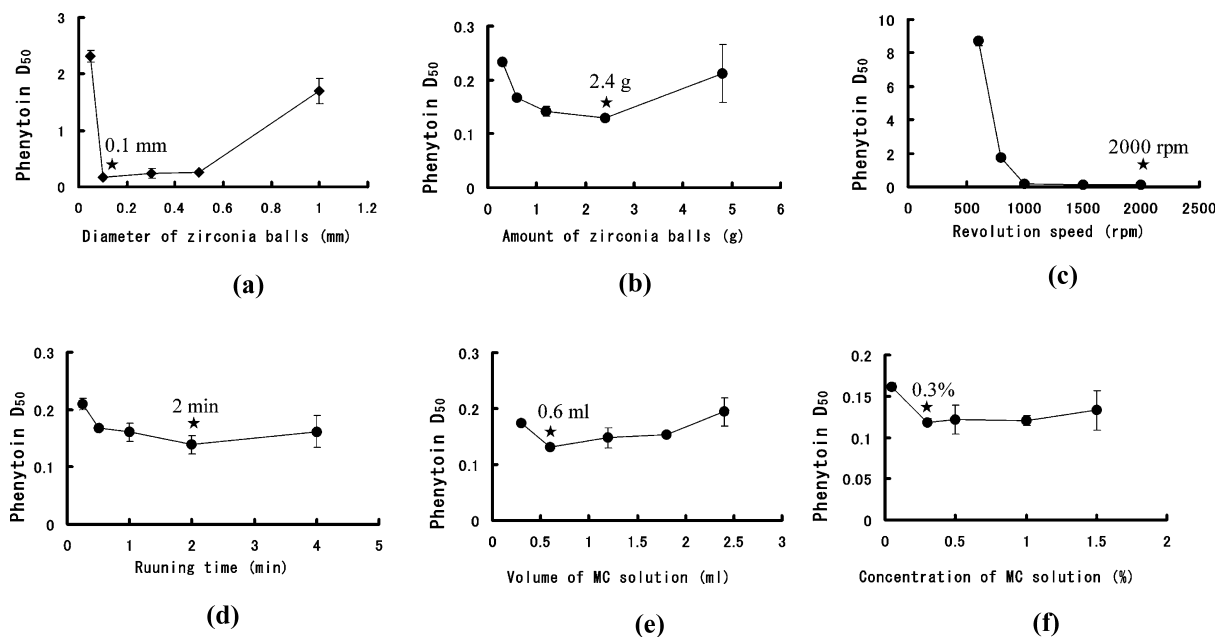 Phenytoin D50
3
2
1
0
0.1 mm
0 0.2 0.4 0.6 0.8 1 1.2
Diameter of zirconia balls (mm)
(a)
Phenytoin D50
0.3
0.2
0.1
0
2.4 g
0 1 2 3 4 5 6
Amount of zirconia balls (g)
(b)
Phenytoin D50
10
8
6
4
2
0
2000 rpm
0 500 1000 1500 2000 2500
Revolution speed (rpm)
(c)
Phenytoin D50
0.3
0.2
0.1
0
2 min
0 1 2 3 4 5
Ruuning time (min)
(d)
Phenytoin D50
0.3
0.2
0.1
0
0.6 ml
0 0.5 1 1.5 2 2.5 3
Volume of MC solution (ml)
(e)
Phenytoin D50
0.2
0.15
0.1
0.05
0
0.3%
0 0.5 1 1.5 2
Concentration of MC solution (%)
(f)